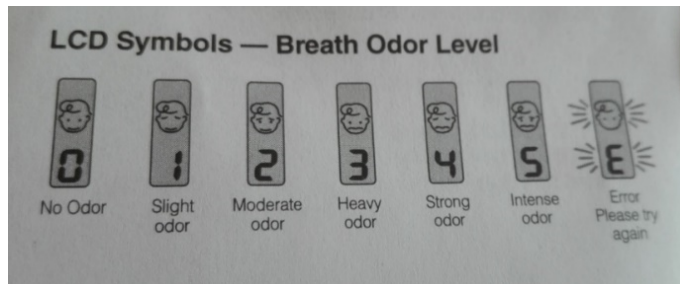 LCD Symbols — Breath Odor Level
0 1 2 3 4 5 E
No Odor Slight odor Moderate odor Heavy odor Strong odor Intense odor Error Please try again